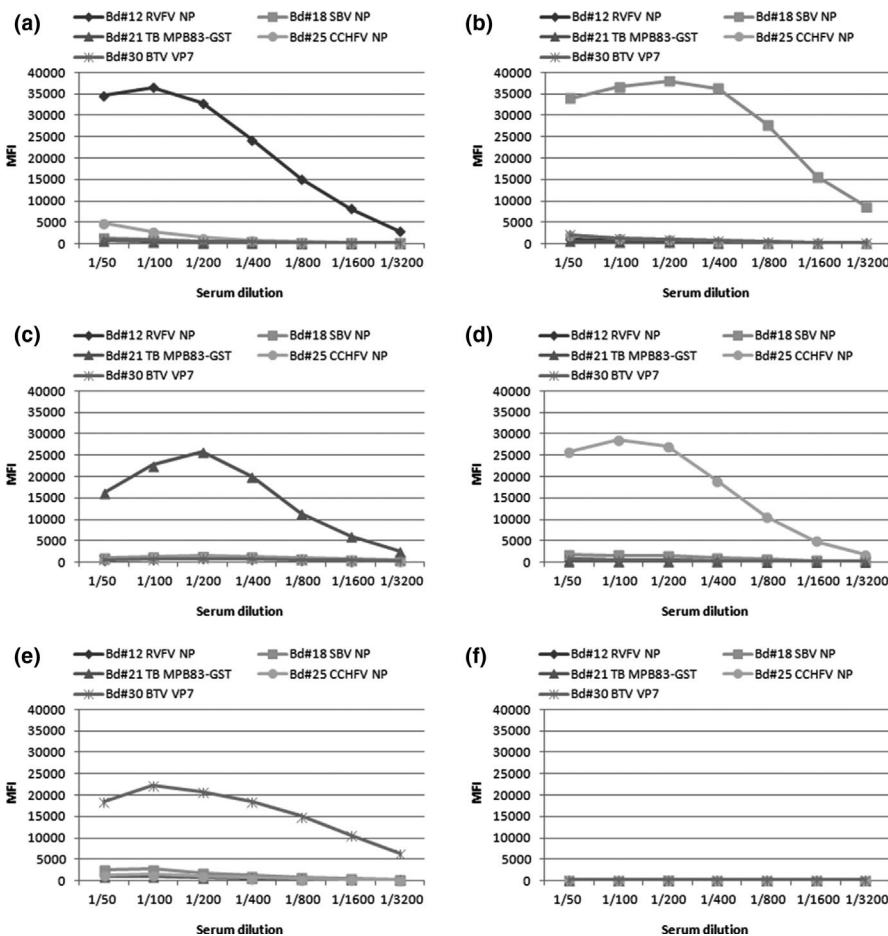 (a)
Bd#12 RVFV NP Bd#18 SBV NP
Bd#21 TB MPB83-GST Bd#25 CCHFV NP
Bd#30 BTV VP7
40000
35000
30000
25000
20000
15000
10000
5000
0
MFI
1/50 1/100 1/200 1/400 1/800 1/1600 1/3200
Serum dilution
(b)
Bd#12 RVFV NP Bd#18 SBV NP
Bd#21 TB MPB83-GST Bd#25 CCHFV NP
Bd#30 BTV VP7
40000
35000
30000
25000
20000
15000
10000
5000
0
MFI
1/50 1/100 1/200 1/400 1/800 1/1600 1/3200
Serum dilution
(c)
Bd#12 RVFV NP Bd#18 SBV NP
Bd#21 TB MPB83-GST Bd#25 CCHFV NP
Bd#30 BTV VP7
40000
35000
30000
25000
20000
15000
10000
5000
0
MFI
1/50 1/100 1/200 1/400 1/800 1/1600 1/3200
Serum dilution
(d)
Bd#12 RVFV NP Bd#18 SBV NP
Bd#21 TB MPB83-GST Bd#25 CCHFV NP
Bd#30 BTV VP7
40000
35000
30000
25000
20000
15000
10000
5000
0
MFI
1/50 1/100 1/200 1/400 1/800 1/1600 1/3200
Serum dilution
(e)
Bd#12 RVFV NP Bd#18 SBV NP
Bd#21 TB MPB83-GST Bd#25 CCHFV NP
Bd#30 BTV VP7
40000
35000
30000
25000
20000
15000
10000
5000
0
MFI
1/50 1/100 1/200 1/400 1/800 1/1600 1/3200
Serum dilution
(f)
Bd#12 RVFV NP Bd#18 SBV NP
Bd#21 TB MPB83-GST Bd#25 CCHFV NP
Bd#30 BTV VP7
40000
35000
30000
25000
20000
15000
10000
5000
0
MFI
1/50 1/100 1/200 1/400 1/800 1/1600 1/3200
Serum dilution